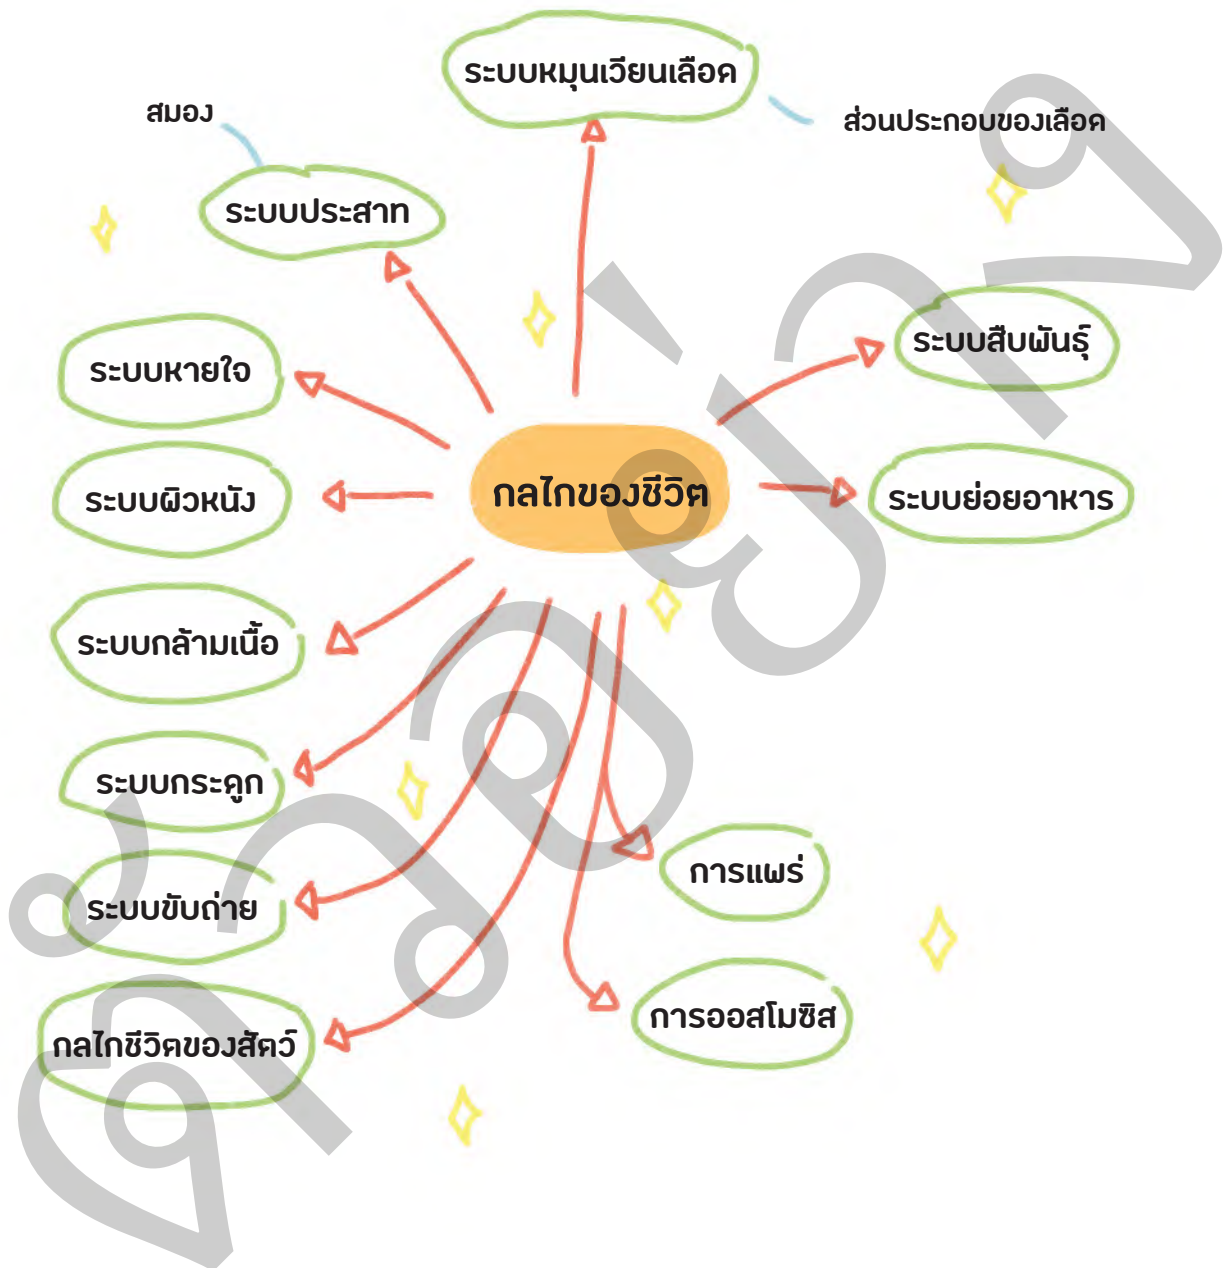 ระบบหมุนเวียนเลือด
สมอง
ส่วนประกอบของเลือด
ระบบประสาท
ระบบสืบพันธุ์
ระบบหายใจ
กลไกของชีวิต
ระบบผิวหนัง
ระบบย่อยอาหาร
ระบบกล้ามเนื้อ
ระบบกระดูก
การแพร่
ระบบขับถ่าย
การออสโมซิส
กลไกชีวิตของสัตว์
ตัวอย่าง